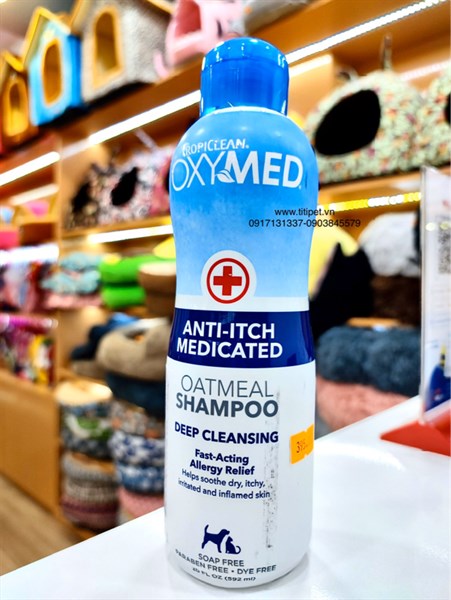 TROPICLEAN.
OXYMED
www.titipet.vn
0917131337-0903845579
ANTI-ITCH
MEDICATED
OATMEAL
SHAMPOO
DEEP CLEANSING
Fast-Acting
Allergy Relief
Helps soothe dry, itchy,
irritated and inflamed skin
SOAP FREE
PARABEN FREE • DYE FREE
20 FL OZ (592 ml)